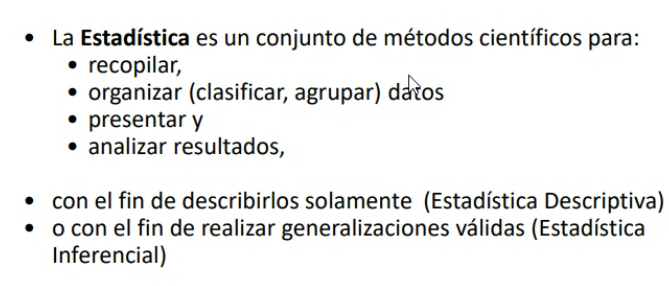 • La Estadística es un conjunto de métodos científicos para:
• recopilar,
• organizar (clasificar, agrupar) datos
• presentar y
• analizar resultados,
• con el fin de describirlos solamente (Estadística Descriptiva)
• o con el fin de realizar generalizaciones válidas (Estadística
Inferencial)